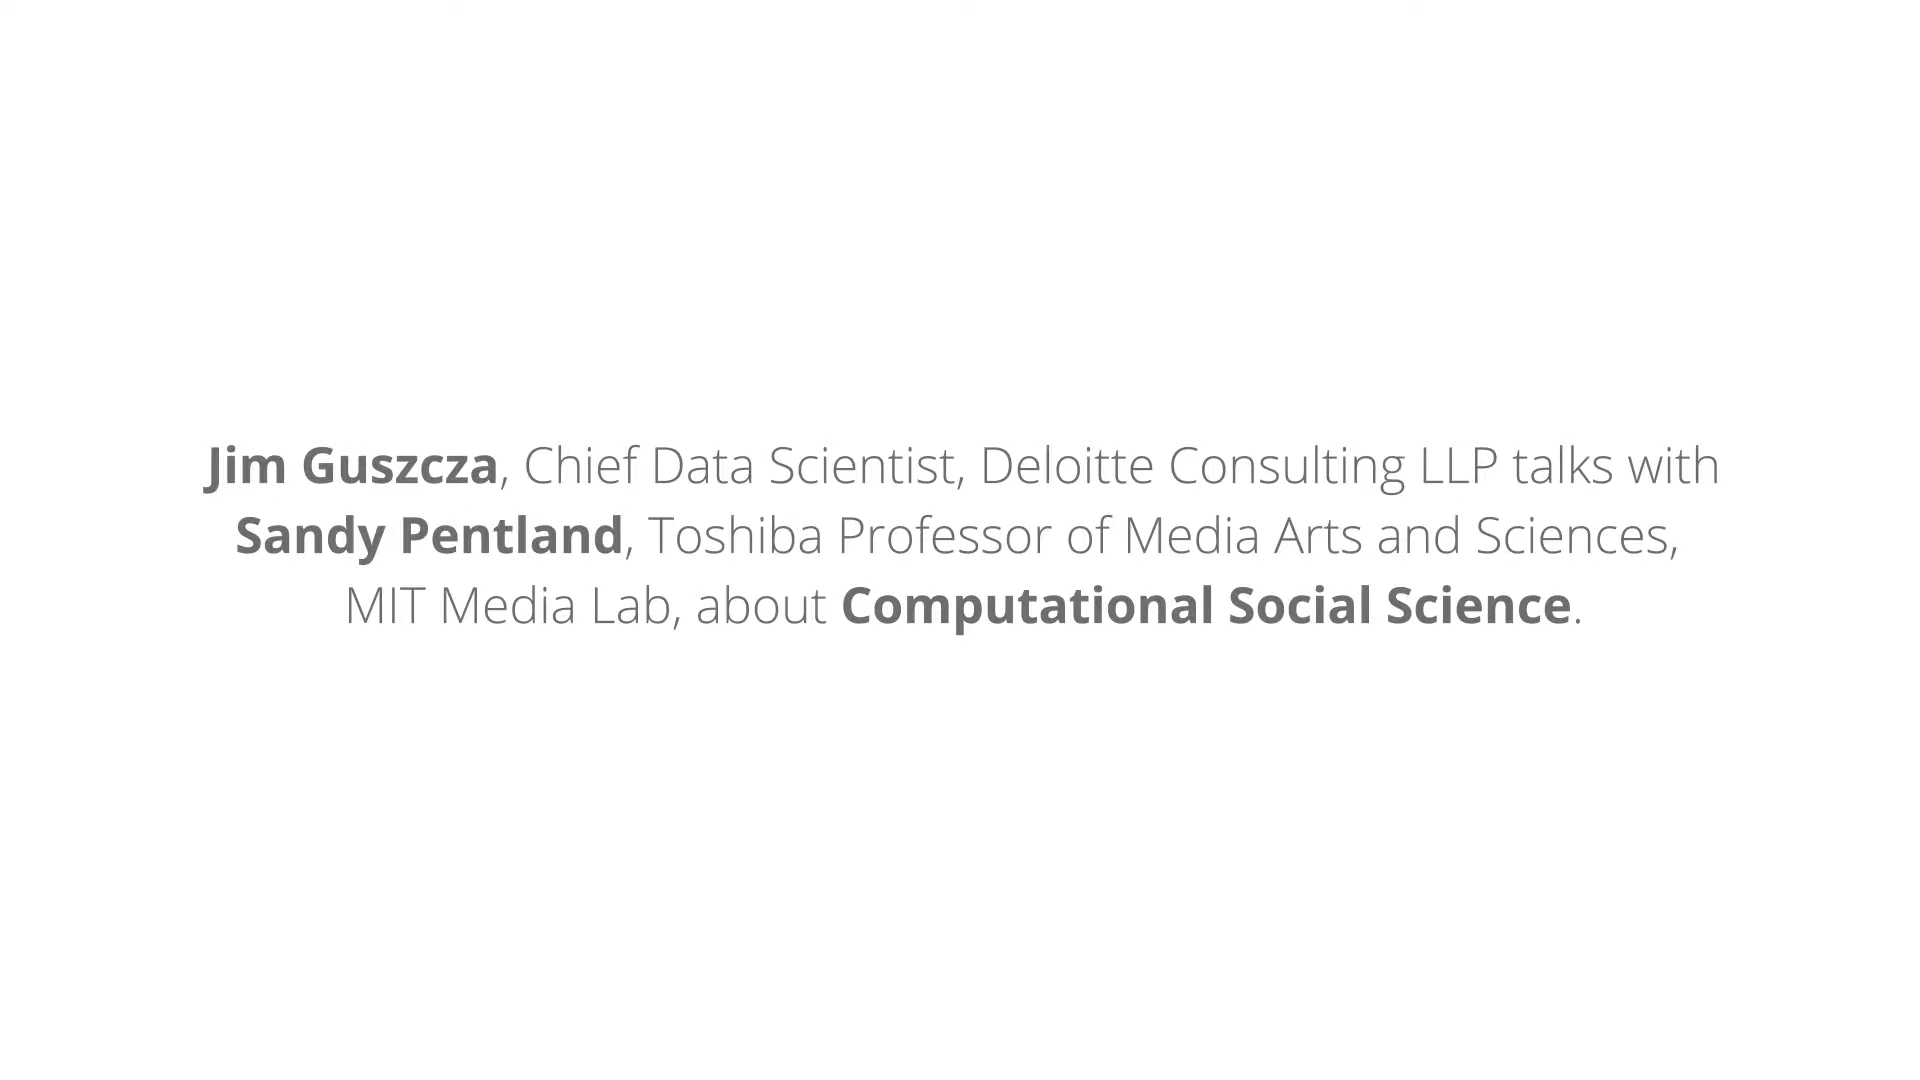 Jim Guszcza, Chief Data Scientist, Deloitte Consulting LLP talks with
Sandy Pentland, Toshiba Professor of Media Arts and Sciences,
MIT Media Lab, about Computational Social Science.